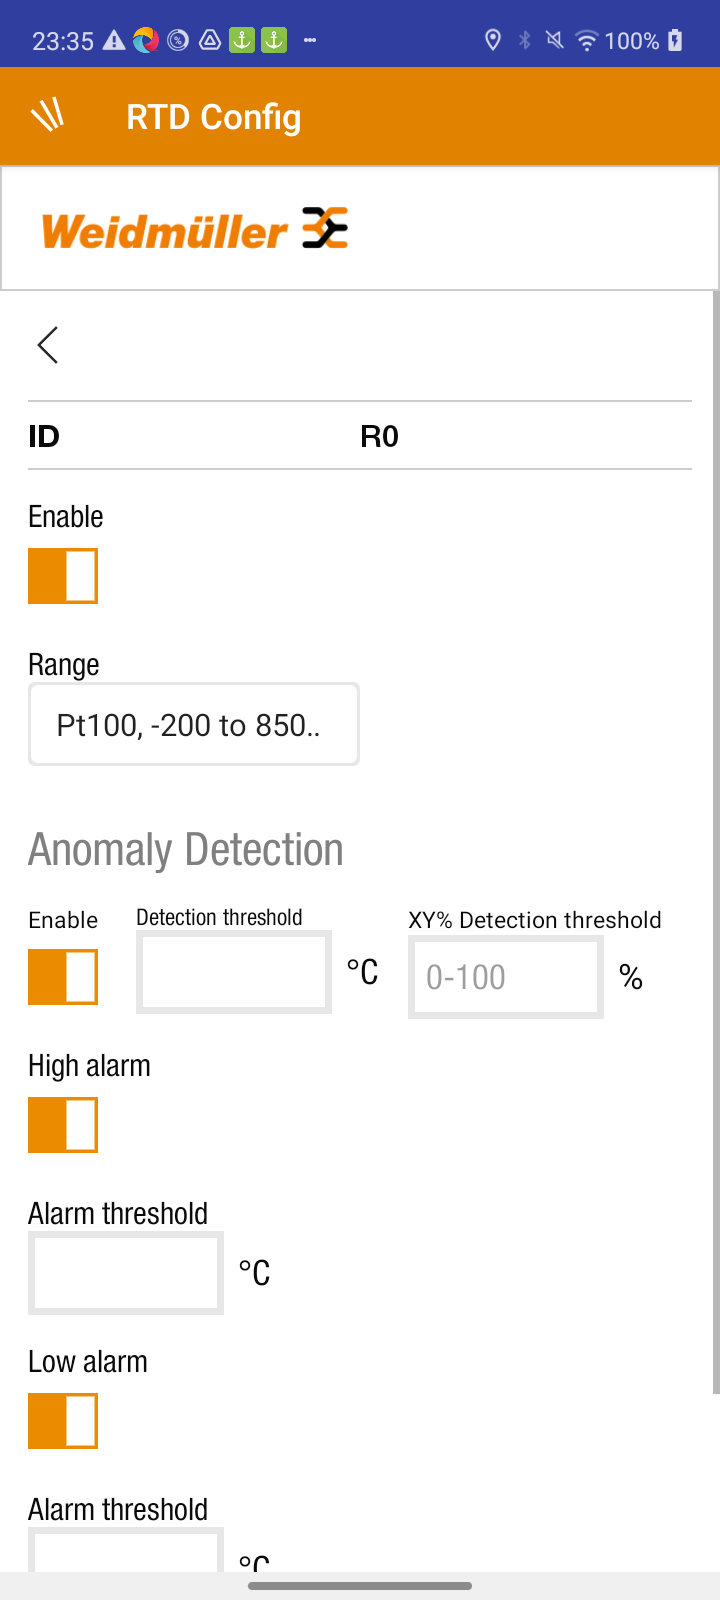 23:35 100%
RTD Config
Weidmüller
ID R0
Enable
Range
Pt100, -200 to 850..
Anomaly Detection
Enable Detection threshold XY% Detection threshold
°C 0-100 %
High alarm
Alarm threshold
°C
Low alarm
Alarm threshold
°C